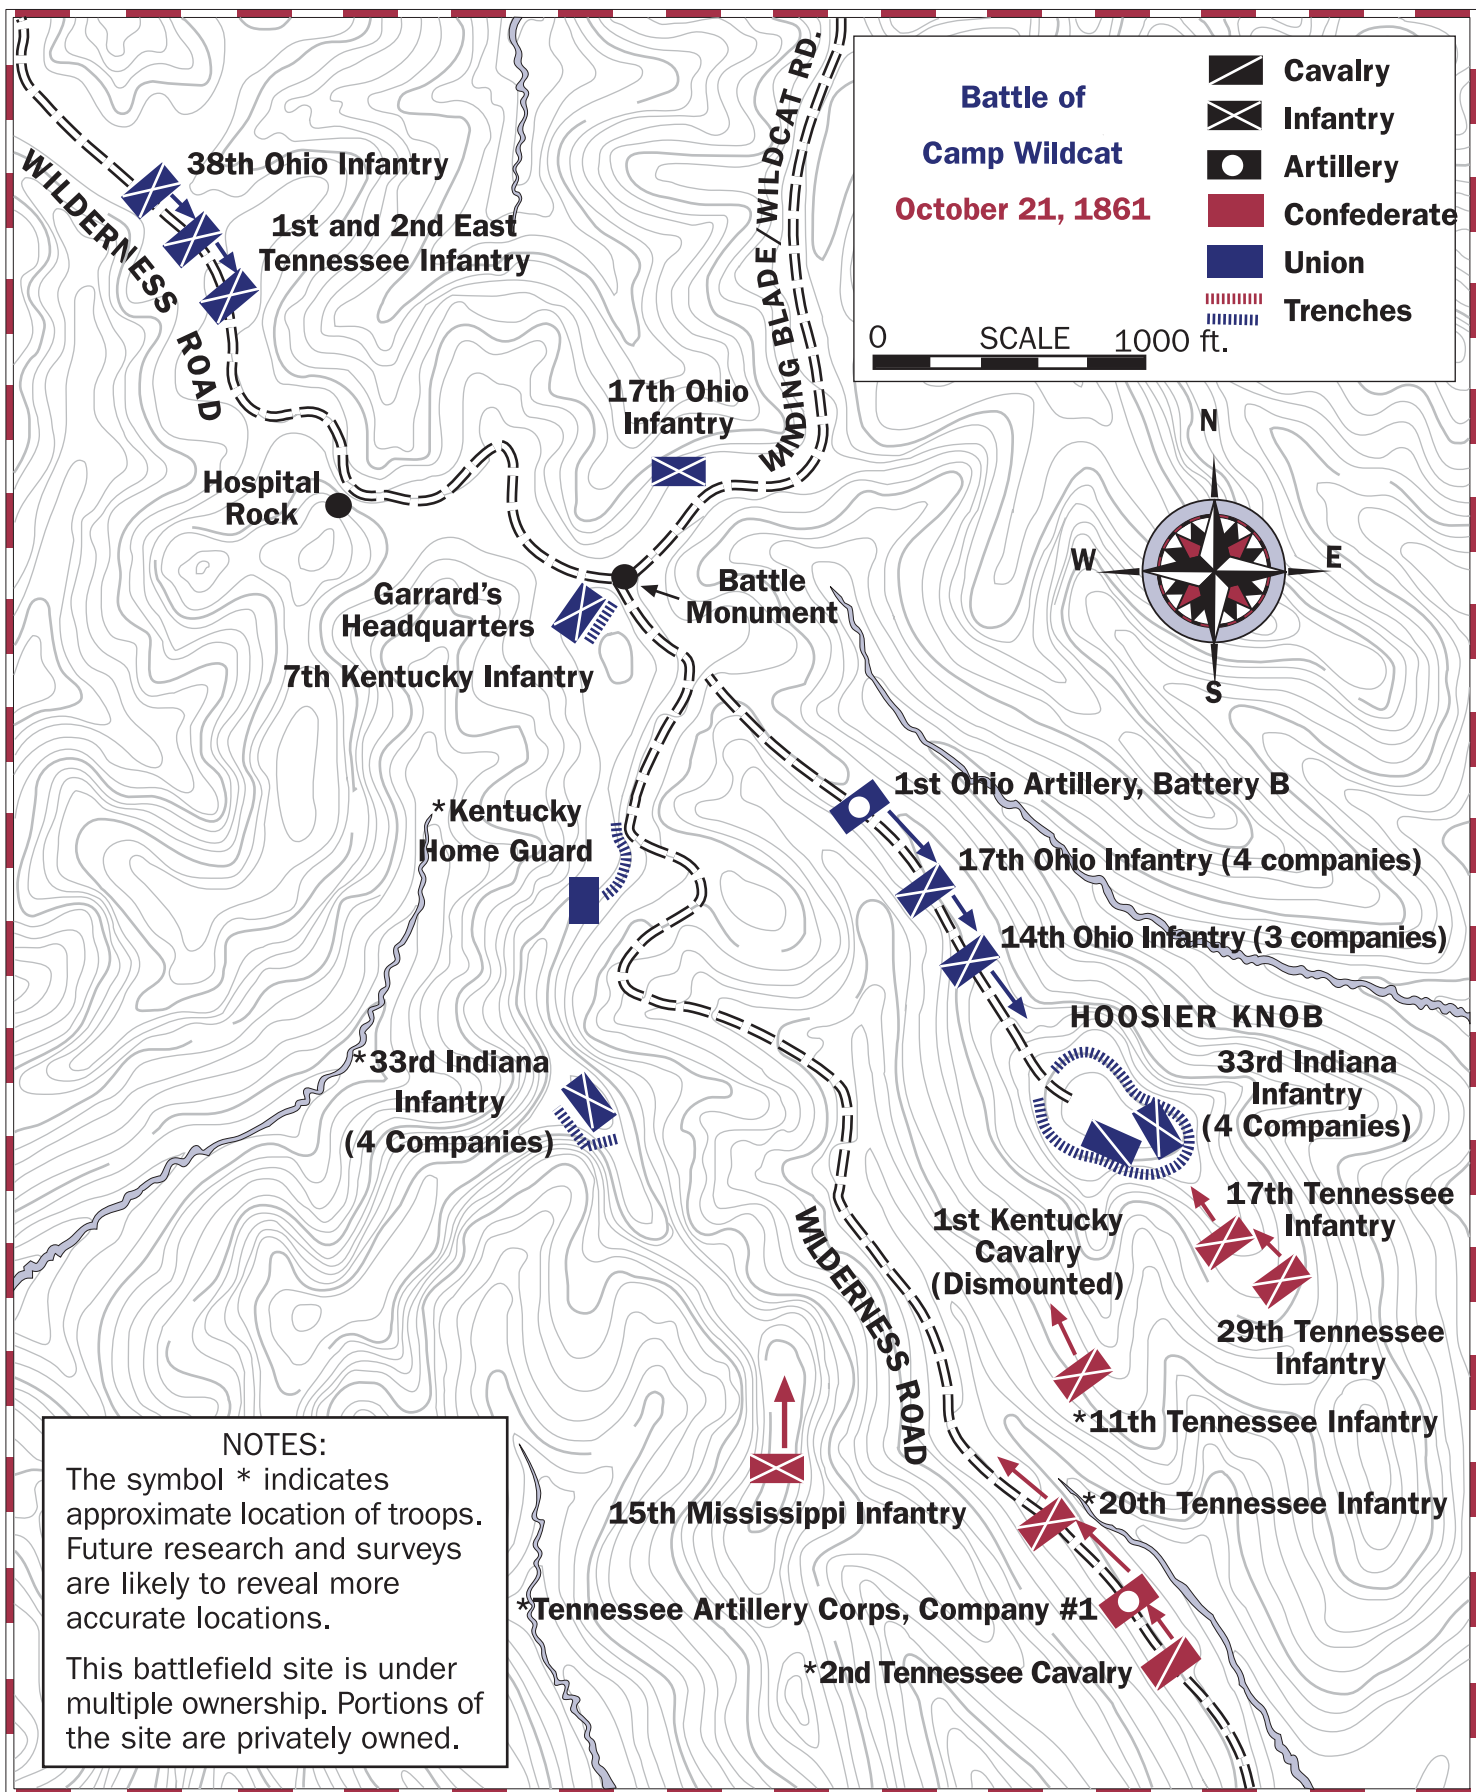 WINDING BLADE/WILDCAT RD.
Battle of
Camp Wildcat
October 21, 1861
Cavalry
Infantry
Artillery
Confederate
Union
Trenches
0 SCALE 1000 ft.
38th Ohio Infantry
WILDERNESS ROAD
1st and 2nd East
Tennessee Infantry
17th Ohio
Infantry
N
W
E
S
Hospital
Rock
Battle
Monument
Garrard's
Headquarters
7th Kentucky Infantry
1st Ohio Artillery, Battery B
*Kentucky
Home Guard
17th Ohio Infantry (4 companies)
14th Ohio Infantry (3 companies)
HOOSIER KNOB
*33rd Indiana
Infantry
(4 Companies)
33rd Indiana
Infantry
(4 Companies)
17th Tennessee
Infantry
1st Kentucky
Cavalry
(Dismounted)
WILDERNESS ROAD
29th Tennessee
Infantry
*11th Tennessee Infantry
15th Mississippi Infantry
*20th Tennessee Infantry
*Tennessee Artillery Corps, Company #1
*2nd Tennessee Cavalry
NOTES:
The symbol * indicates
approximate location of troops.
Future research and surveys
are likely to reveal more
accurate locations.
This battlefield site is under
multiple ownership. Portions of
the site are privately owned.